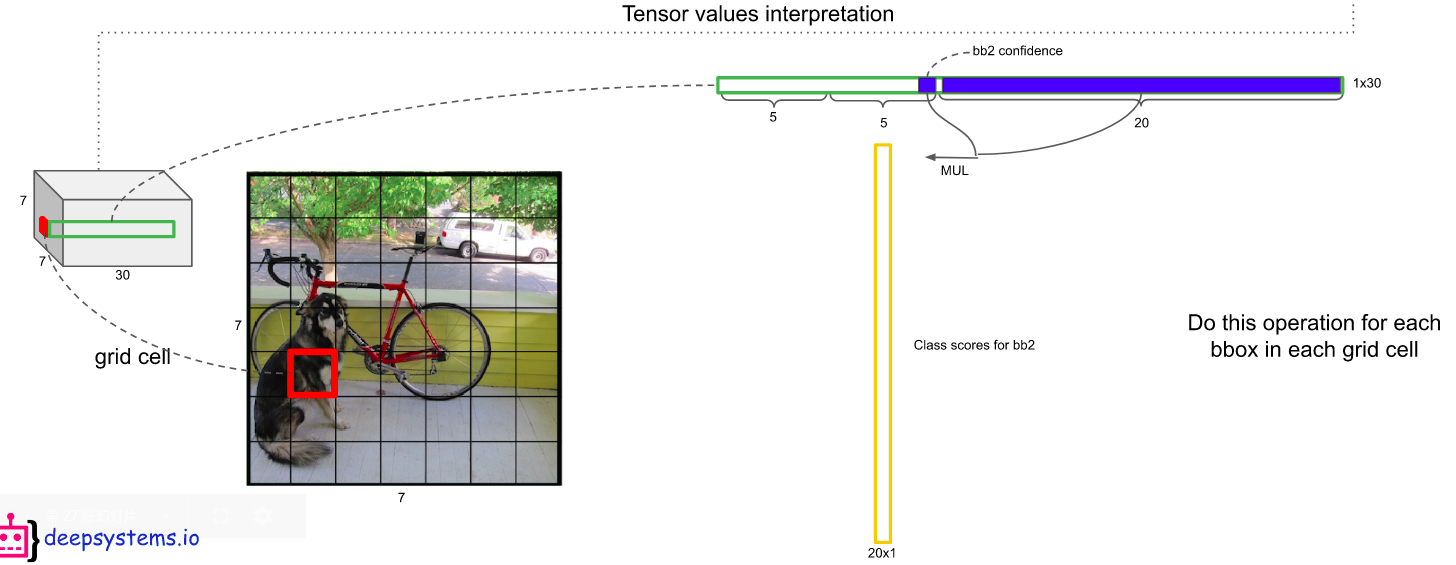 Tensor values interpretation
bb2 confidence
1x30
5
5
20
MUL
7
7
30
grid cell
7
7
Class scores for bb2
Do this operation for each
bbox in each grid cell
20x1
deepsystems.io